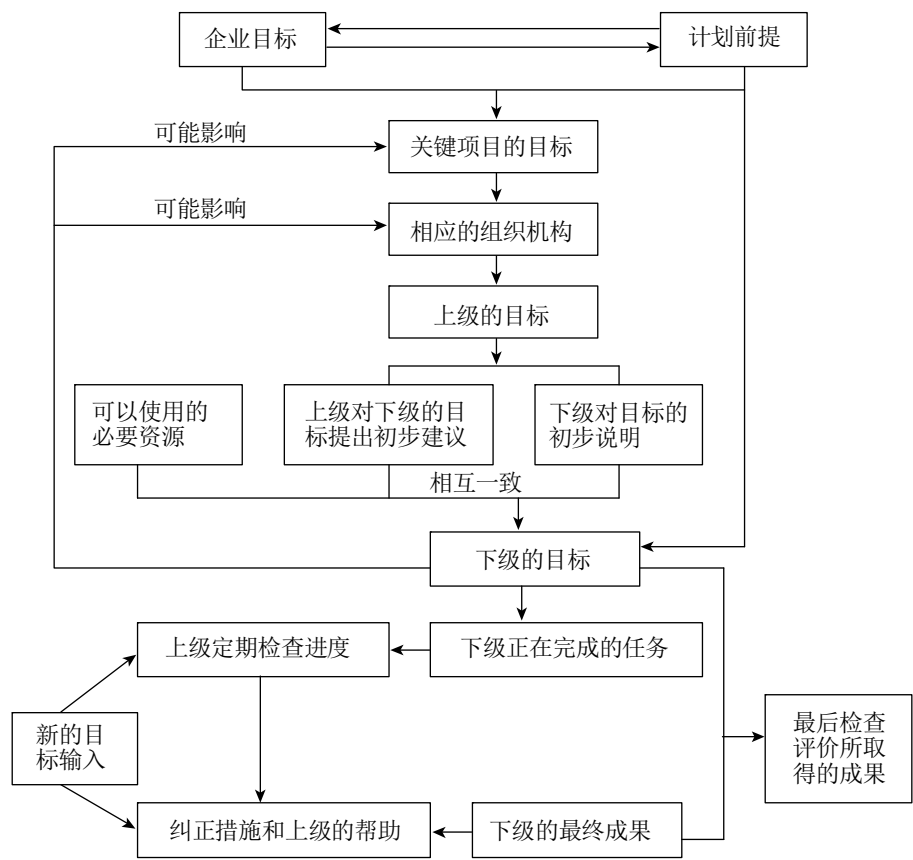 企业目标
计划前提
可能影响
关键项目的目标
可能影响
相应的组织机构
上级的目标
可以使用的
必要资源
上级对下级的目
标提出初步建议
下级对目标的
初步说明
相互一致
下级的目标
上级定期检查进度
下级正在完成的任务
新的目
标输入
最后检查
评价所取
得的成果
纠正措施和上级的帮助
下级的最终成果